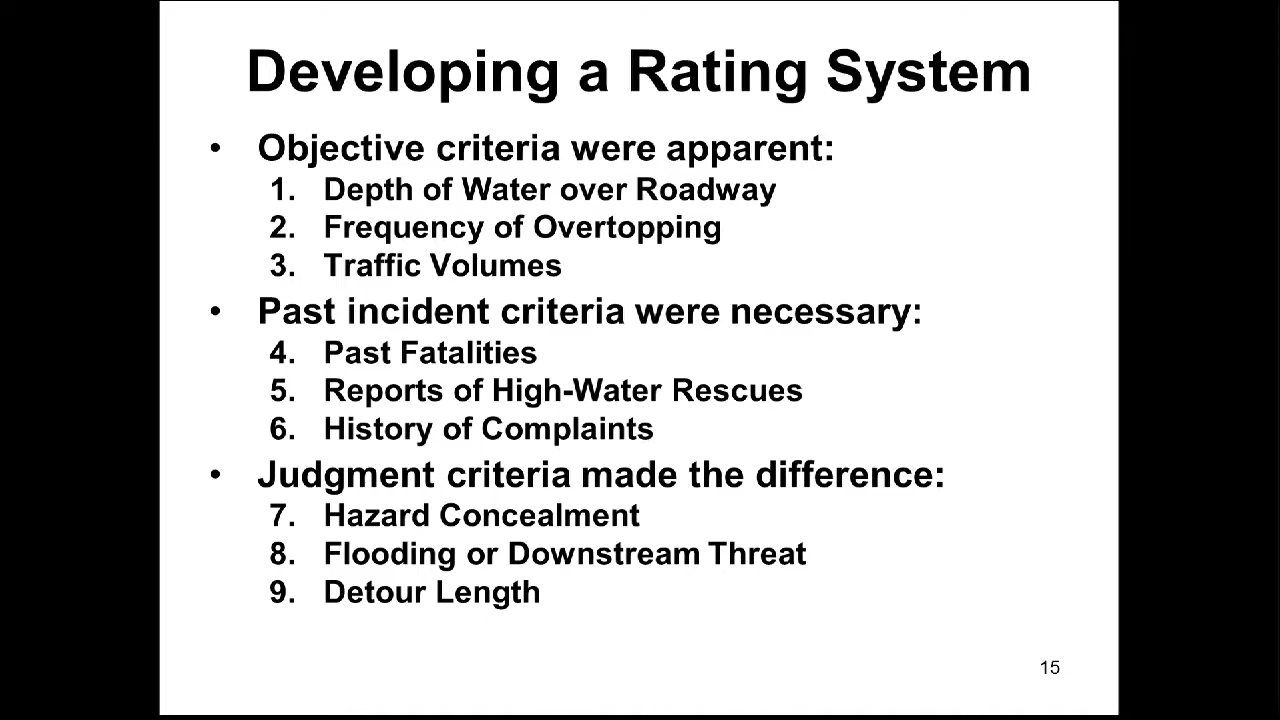 Developing a Rating System
• Objective criteria were apparent:
1. Depth of Water over Roadway
2. Frequency of Overtopping
3. Traffic Volumes
• Past incident criteria were necessary:
4. Past Fatalities
5. Reports of High-Water Rescues
6. History of Complaints
• Judgment criteria made the difference:
7. Hazard Concealment
8. Flooding or Downstream Threat
9. Detour Length
15